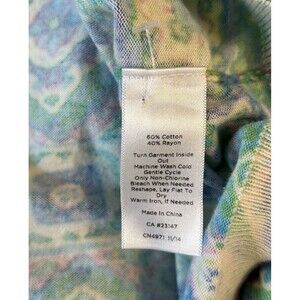 60% Cotton
40% Rayon
Turn Garment Inside
Out
Machine Wash Cold
Gentle Cycle
Only Non-Chlorine
Bleach When Needed
Reshape, Lay Flat To
Dry
Warm Iron, If Needed
Made In China
CA #23147
CN4971 11/14